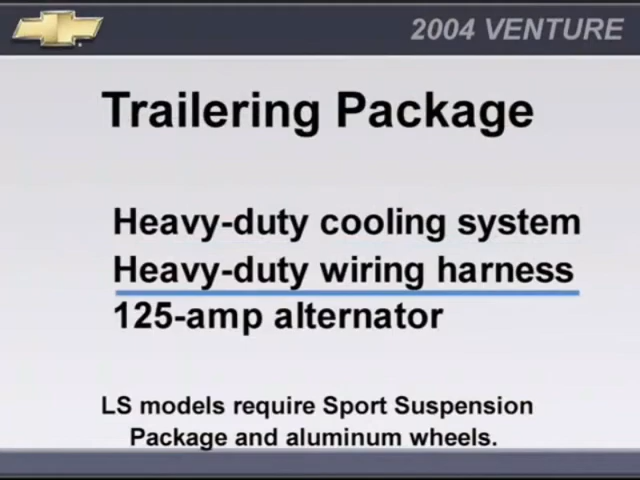 2004 VENTURE
Trailering Package
Heavy-duty cooling system
Heavy-duty wiring harness
125-amp alternator
LS models require Sport Suspension
Package and aluminum wheels.